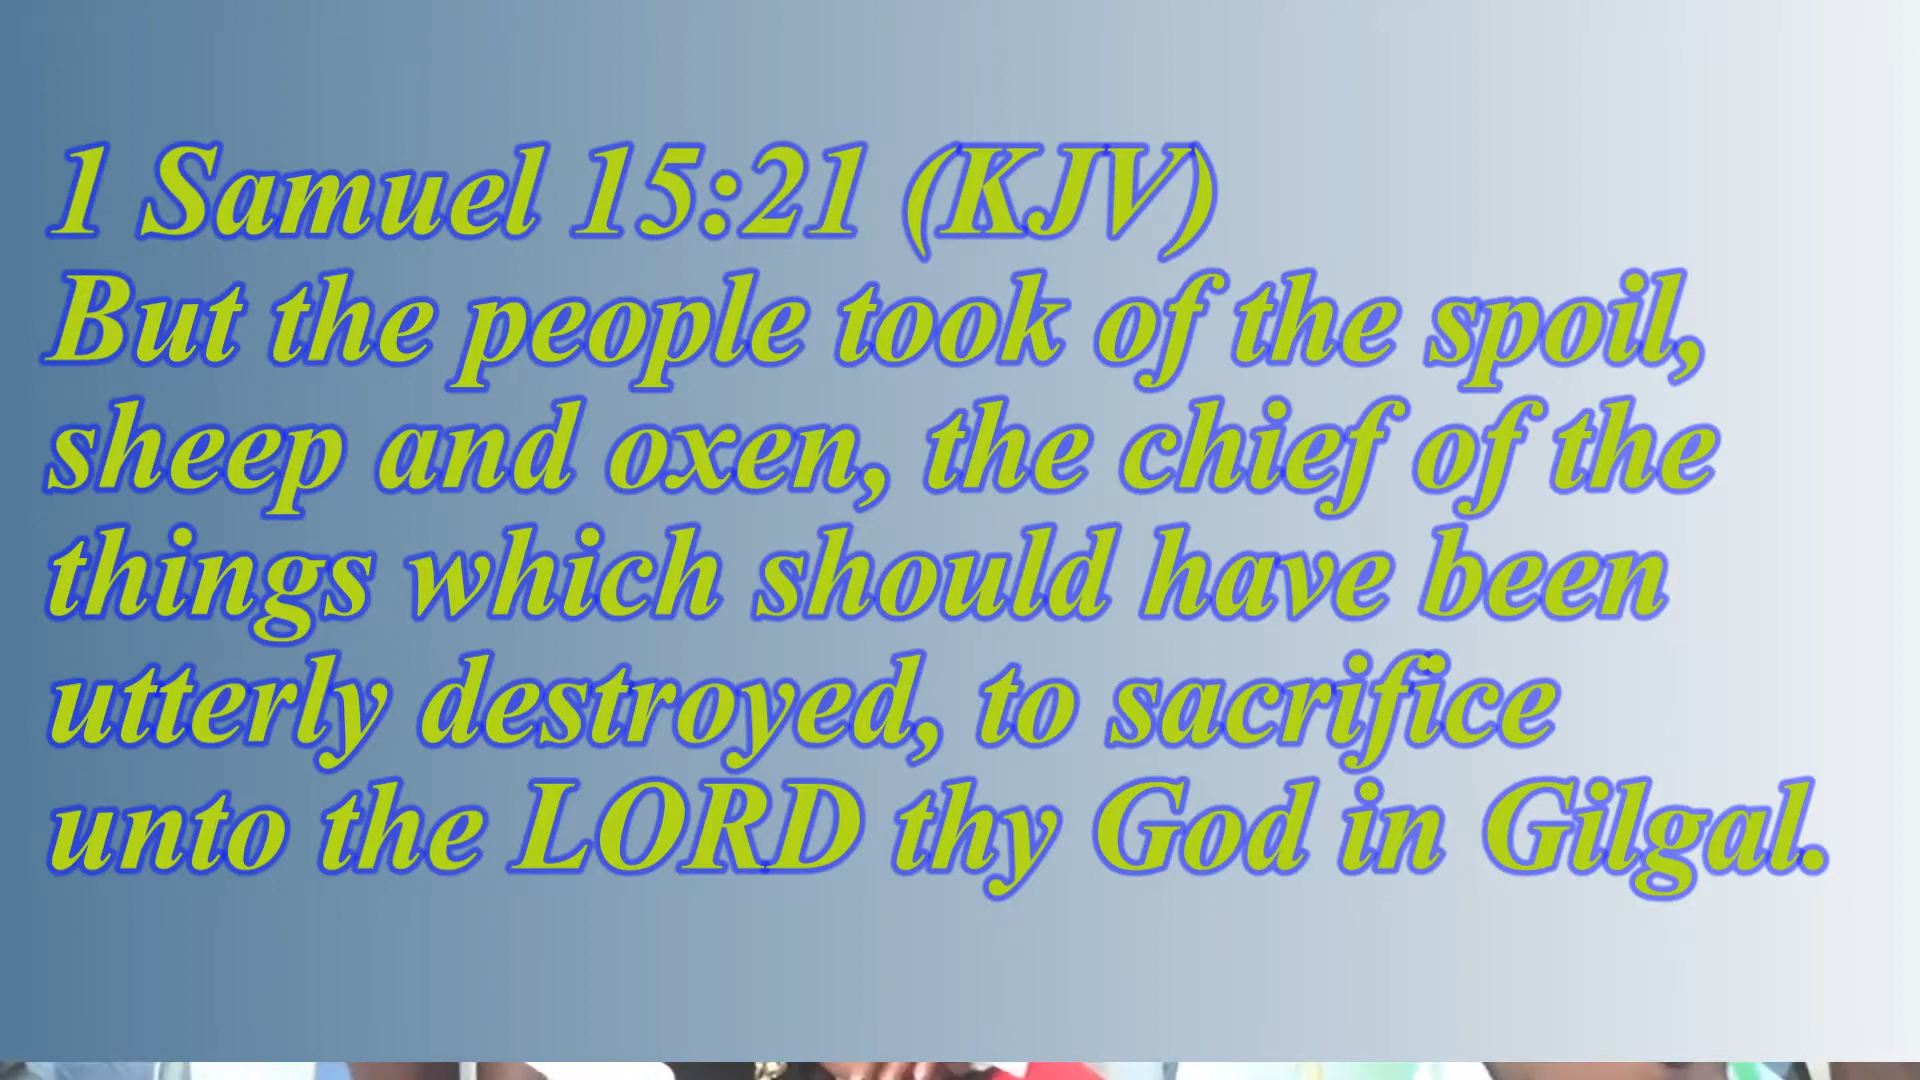 1 Samuel 15:21 (KJV)
But the people took of the spoil,
sheep and oxen, the chief of the
things which should have been
utterly destroyed, to sacrifice
unto the LORD thy God in Gilgal.